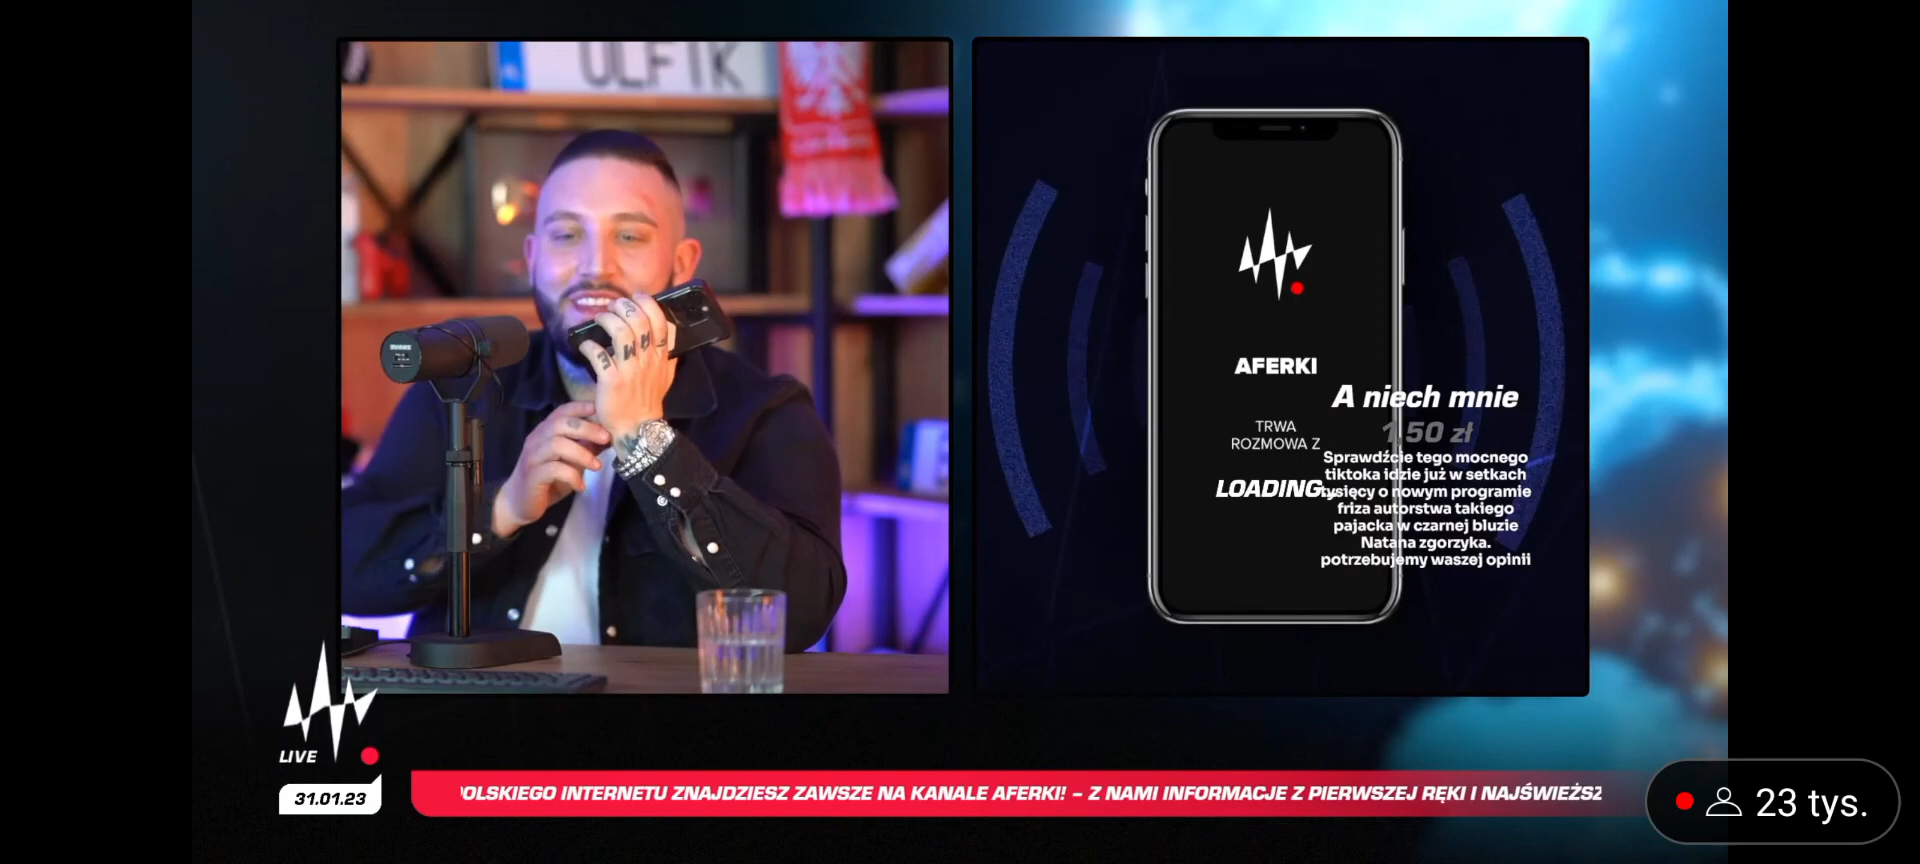 ULFIK
AFERKI
TRWA
ROZMOWA Z
LOADING..
A niech mnie
1,50 zł
Sprawdźcie tego mocnego
tiktoka idzie już w setkach
tysięcy o nowym programie
friza autorstwa takiego
pajacka w czarnej bluzie
Natana zgorzyka.
potrzebujemy waszej opinii
LIVE
31.01.23
POLSKIEGO INTERNETU ZNAJDZIESZ ZAWSZE NA KANALE AFERKI! – Z NAMI INFORMACJE Z PIERWSZEJ RĘKI I NAJŚWIEŻSZ
23 tys.